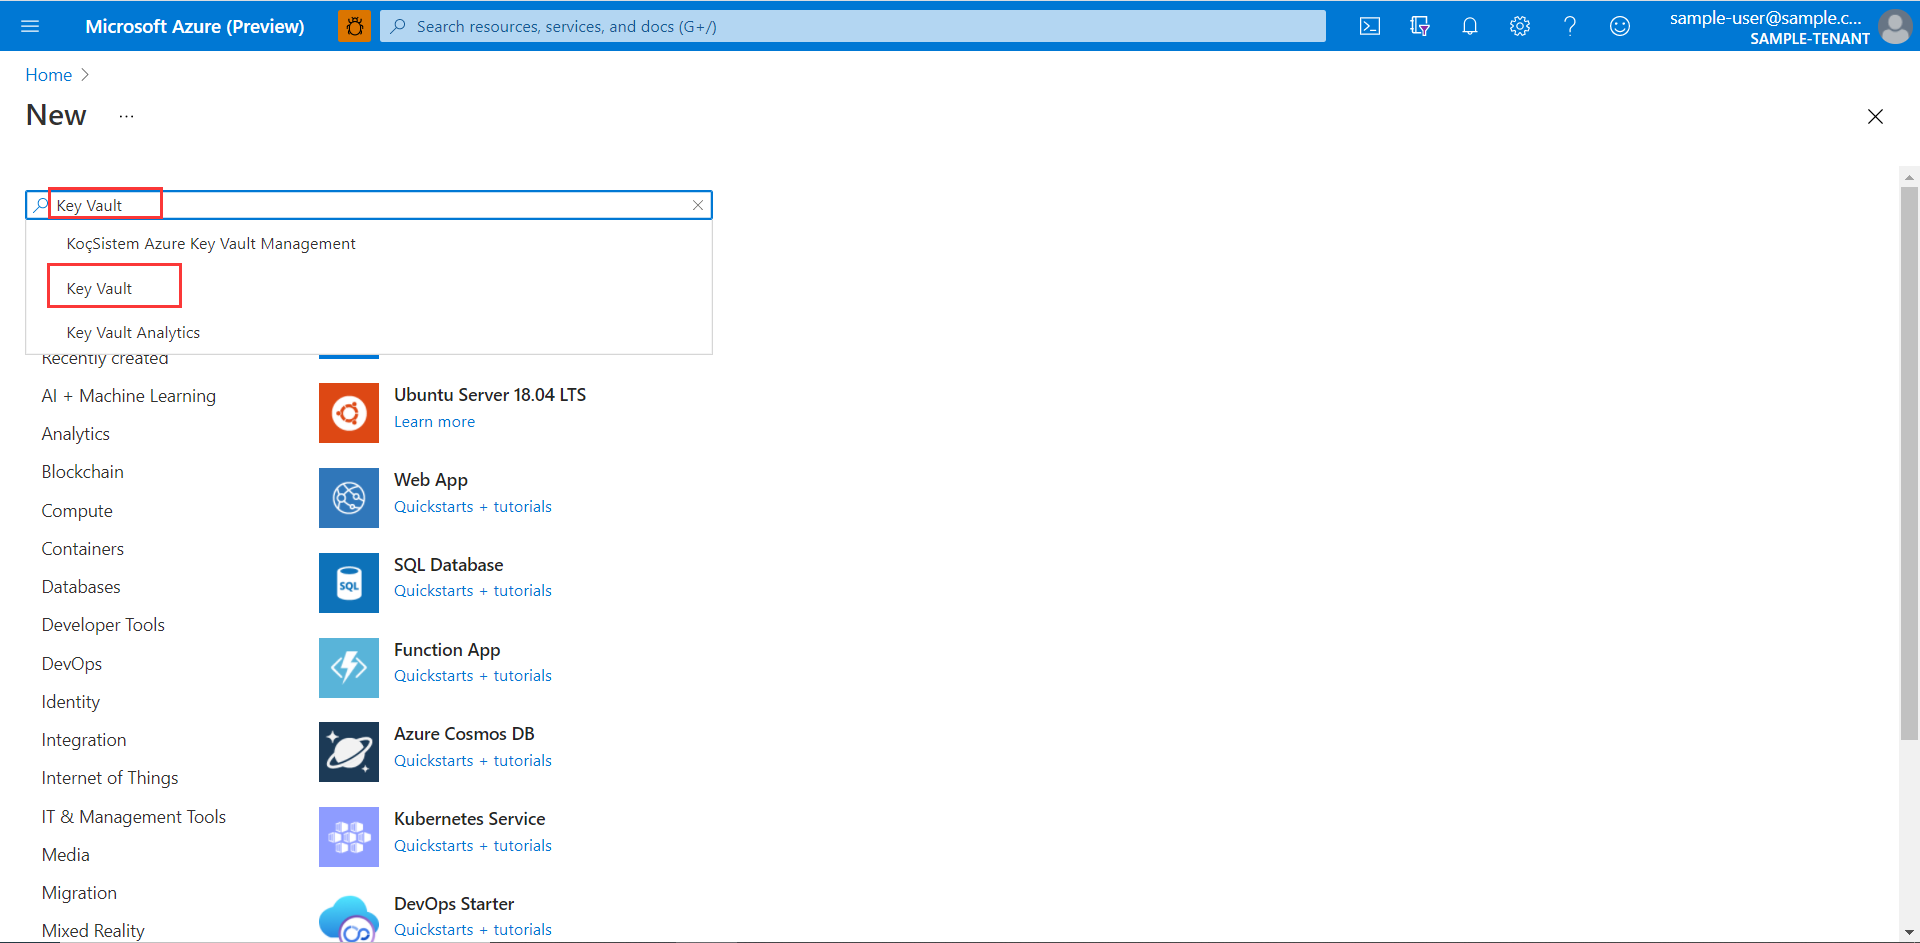 Microsoft Azure (Preview)
Search resources, services, and docs (G+/)
sample-user@sample.c...
SAMPLE-TENANT
Home
New
...
Key Vault
KoçSistem Azure Key Vault Management
Key Vault
Key Vault Analytics
Recently created
AI + Machine Learning
Analytics
Blockchain
Compute
Containers
Databases
Developer Tools
DevOps
Identity
Integration
Internet of Things
IT & Management Tools
Media
Migration
Mixed Reality
Ubuntu Server 18.04 LTS
Learn more
Web App
Quickstarts + tutorials
SQL
SQL Database
Quickstarts + tutorials
Function App
Quickstarts + tutorials
Azure Cosmos DB
Quickstarts + tutorials
Kubernetes Service
Quickstarts + tutorials
DevOps Starter
Quickstarts + tutorials